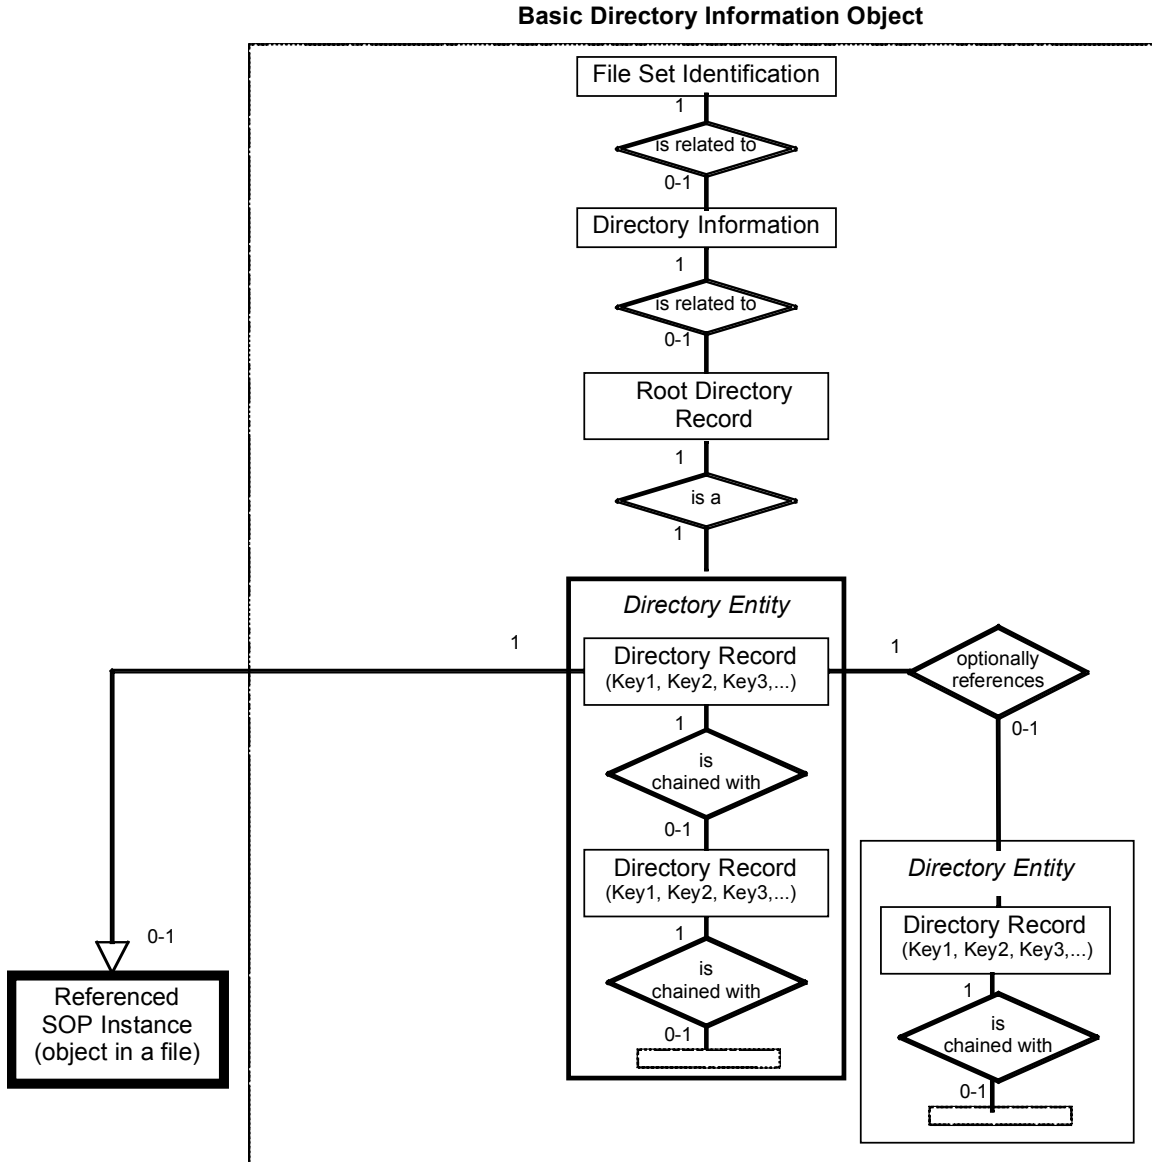 Basic Directory Information Object
File Set Identification
1
is related to
0-1
Directory Information
1
is related to
0-1
Root Directory
Record
1
is a
1
Directory Entity
1
Directory Record
(Key1, Key2, Key3,...)
1
optionally
references
0-1
1
is
chained with
0-1
Directory Record
(Key1, Key2, Key3,...)
1
is
chained with
0-1
Directory Entity
Directory Record
(Key1, Key2, Key3,...)
1
is
chained with
0-1
0-1
Referenced
SOP Instance
(object in a file)